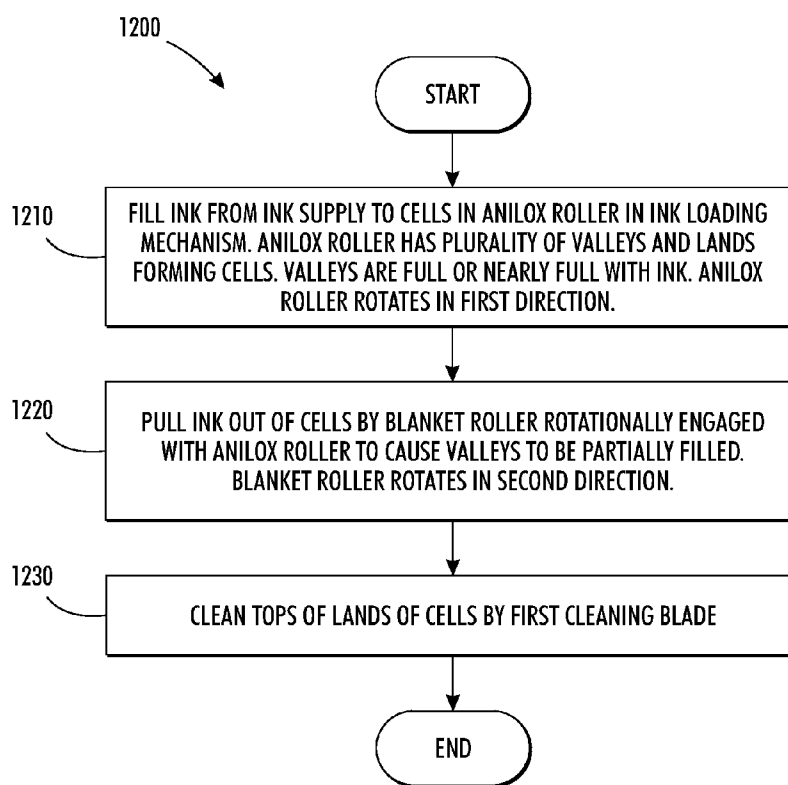 1200
START
1210
FILL INK FROM INK SUPPLY TO CELLS IN ANILOX ROLLER IN INK LOADING
MECHANISM. ANILOX ROLLER HAS PLURALITY OF VALLEYS AND LANDS
FORMING CELLS. VALLEYS ARE FULL OR NEARLY FULL WITH INK. ANILOX
ROLLER ROTATES IN FIRST DIRECTION.
1220
PULL INK OUT OF CELLS BY BLANKET ROLLER ROTATIONALLY ENGAGED
WITH ANILOX ROLLER TO CAUSE VALLEYS TO BE PARTIALLY FILLED.
BLANKET ROLLER ROTATES IN SECOND DIRECTION.
1230
CLEAN TOPS OF LANDS OF CELLS BY FIRST CLEANING BLADE
END